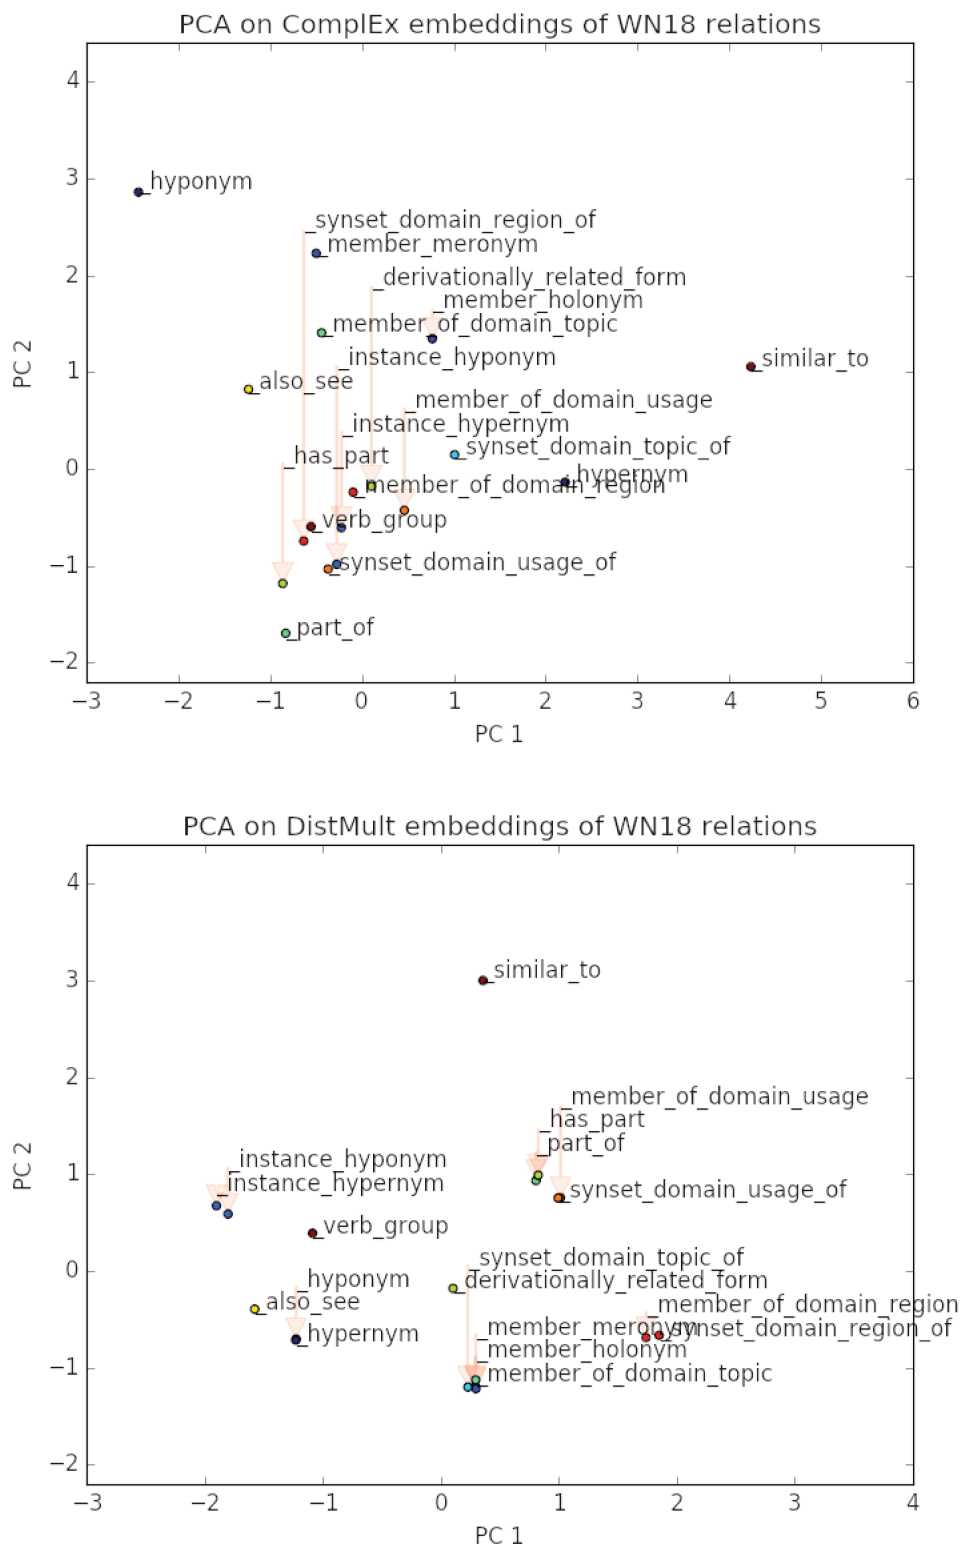 PCA on ComplEx embeddings of WN18 relations
4
3
2
1
0
−1
−2
PC 2
_hyponym
_synset_domain_region_of
_member_meronym
_derivationally_related_form
_member_holonym
_member_of_domain_topic
_instance_hyponym
_similar_to
_also_see
_member_of_domain_usage
_instance_hypernym
_synset_domain_topic_of
_has_part
_hypernym
_member_of_domain_region
_verb_group
_synset_domain_usage_of
_part_of
−3 −2 −1 0 1 2 3 4 5 6
PC 1
PCA on DistMult embeddings of WN18 relations
4
3
2
1
0
−1
−2
PC 2
_similar_to
_member_of_domain_usage
_has_part
_part_of
_instance_hyponym
_instance_hypernym
_synset_domain_usage_of
_verb_group
_synset_domain_topic_of
_hyponym
_derivationally_related_form
_also_see
_member_of_domain_region
_member_meronym
_synset_domain_region_of
_hypernym
_member_holonym
_member_of_domain_topic
−3 −2 −1 0 1 2 3 4
PC 1